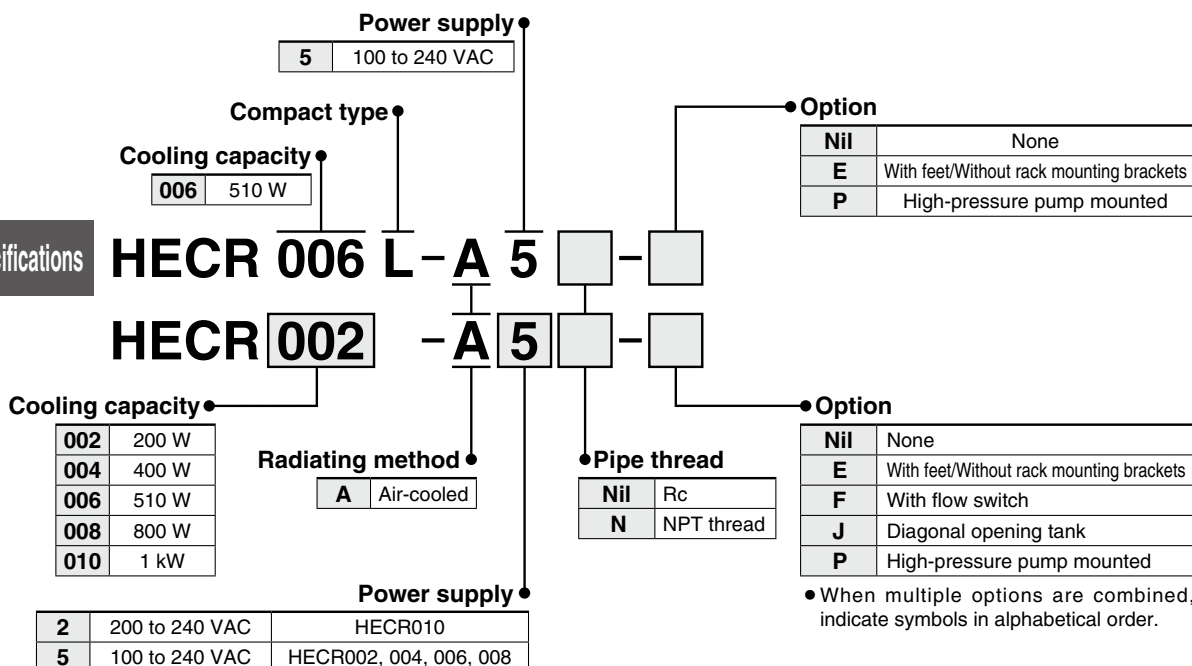 Power supply
5 100 to 240 VAC
Compact type
Cooling capacity
006 510 W
Option
Nil None
E With feet/Without rack mounting brackets
P High-pressure pump mounted
ifications
HECR 006 L - A 5 -
HECR 002 - A 5 -
Cooling capacity
002 200 W
004 400 W
006 510 W
008 800 W
010 1 kW
Radiating method
A Air-cooled
Pipe thread
Nil Rc
N NPT thread
Option
Nil None
E With feet/Without rack mounting brackets
F With flow switch
J Diagonal opening tank
P High-pressure pump mounted
● When multiple options are combined,
indicate symbols in alphabetical order.
Power supply
2 200 to 240 VAC HECR010
5 100 to 240 VAC HECR002, 004, 006, 008